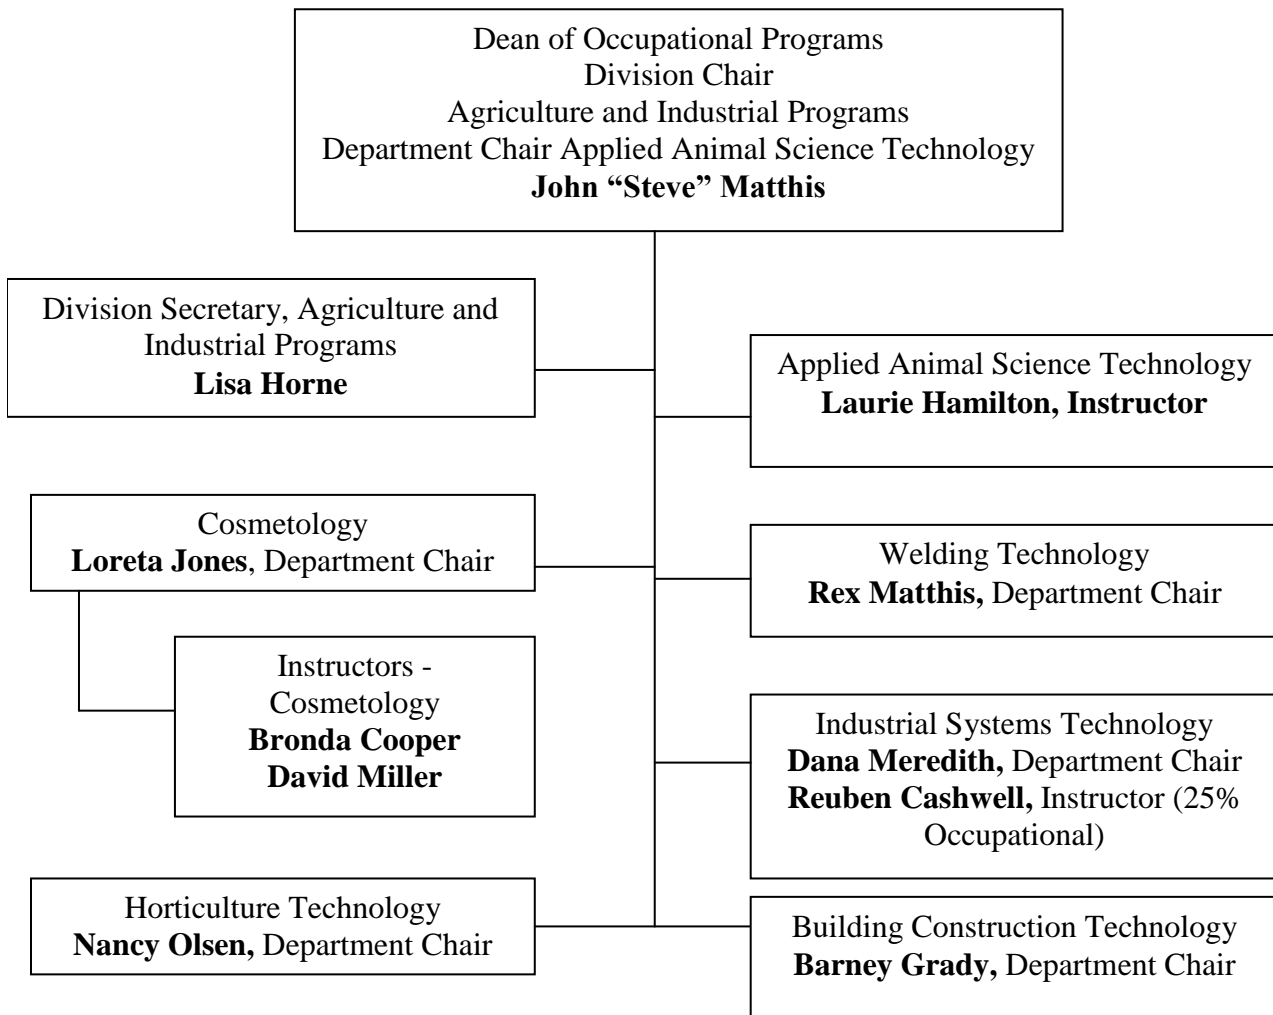 Dean of Occupational Programs
Division Chair
Agriculture and Industrial Programs
Department Chair Applied Animal Science Technology
John “Steve” Matthis
Division Secretary, Agriculture and
Industrial Programs
Lisa Horne
Applied Animal Science Technology
Laurie Hamilton, Instructor
Cosmetology
Loreta Jones, Department Chair
Welding Technology
Rex Matthis, Department Chair
Instructors -
Cosmetology
Bronda Cooper
David Miller
Industrial Systems Technology
Dana Meredith, Department Chair
Reuben Cashwell, Instructor (25%
Occupational)
Horticulture Technology
Nancy Olsen, Department Chair
Building Construction Technology
Barney Grady, Department Chair